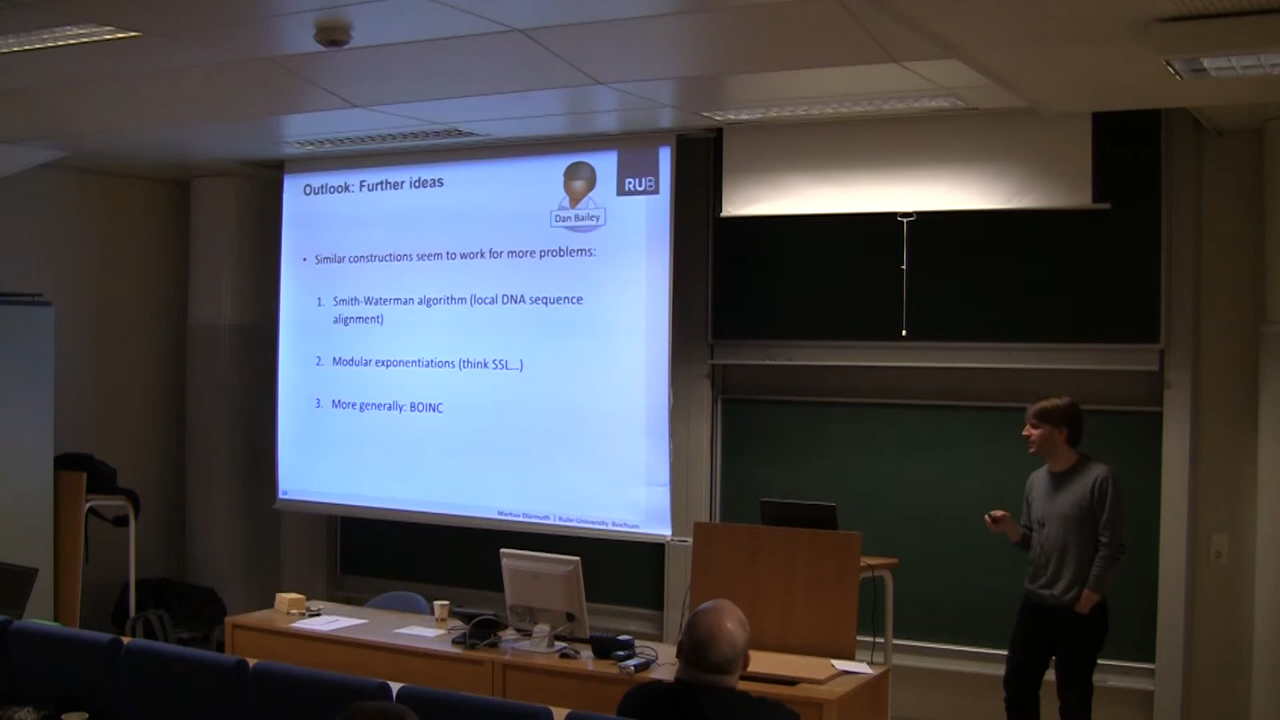 Outlook: Further ideas
RUB
Dan Bailey
• Similar constructions seem to work for more problems:
1. Smith-Waterman algorithm (local DNA sequence
alignment)
2. Modular exponentiations (think SSL...)
3. More generally: BOINC
Markus Dürmuth | Ruhr-University Bochum